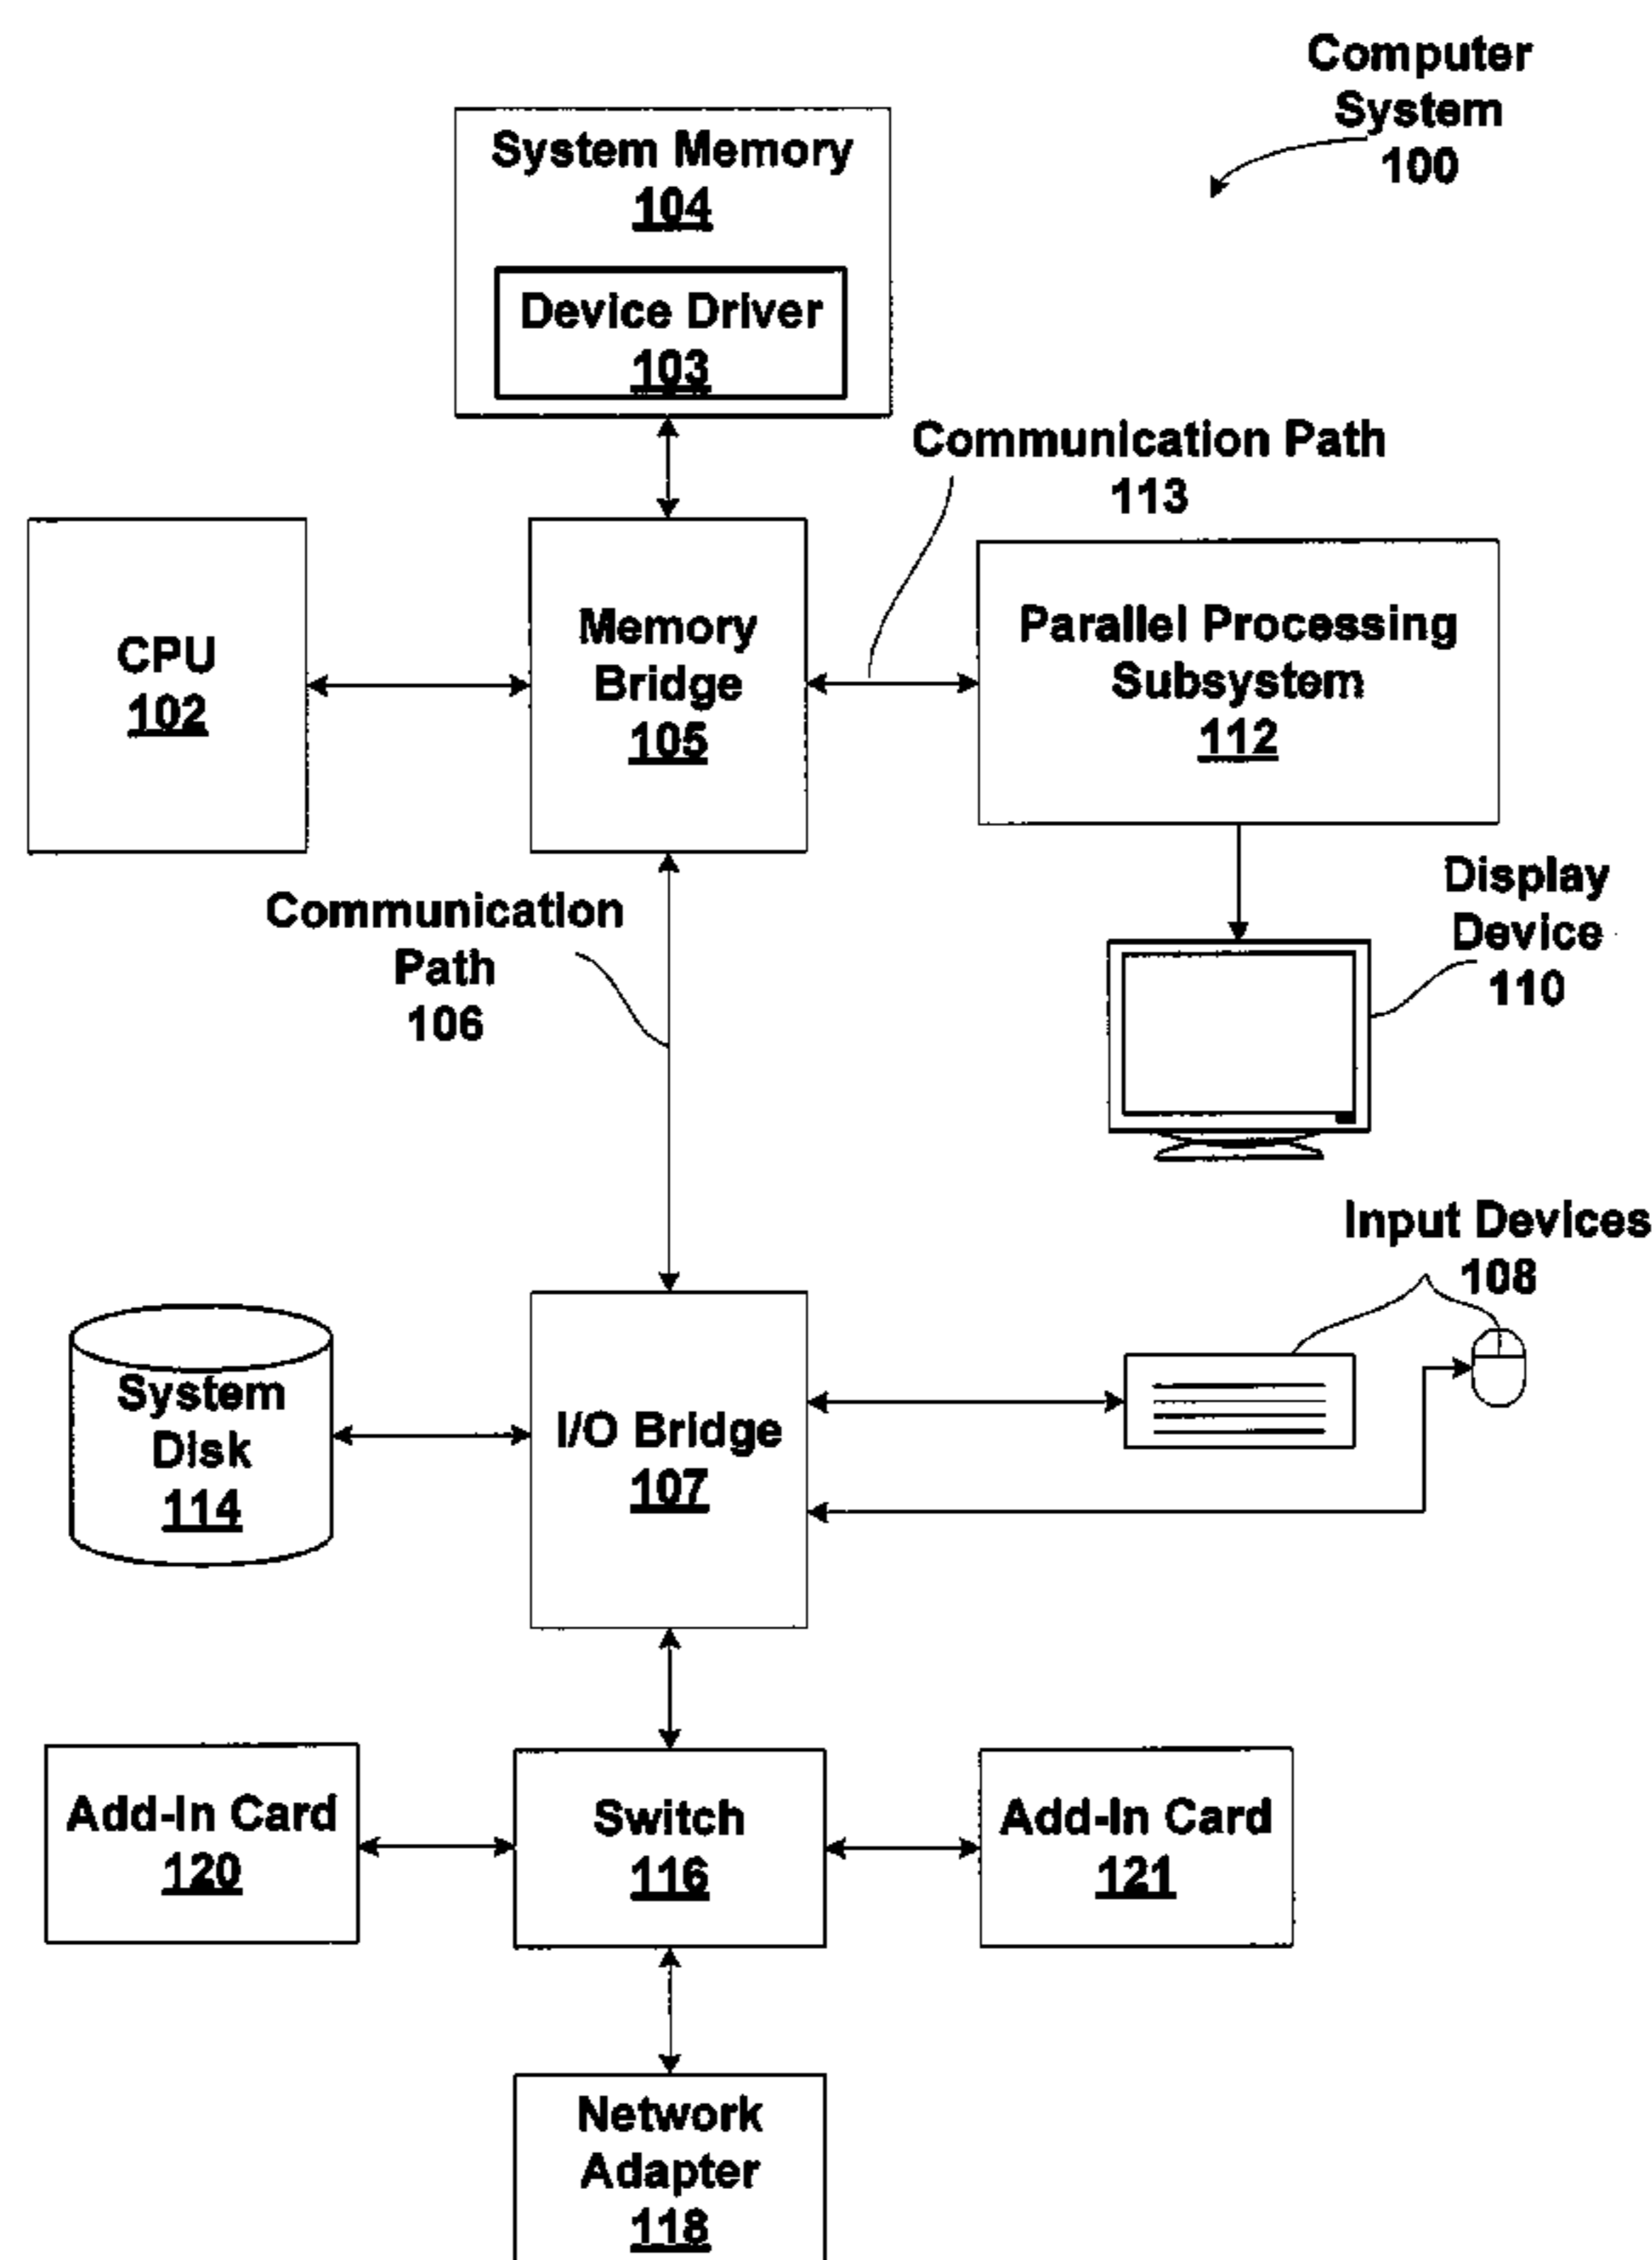 Computer
System
100
System Memory
104
Device Driver
103
Communication Path
113
CPU
102
Memory
Bridge
105
Parallel Processing
Subsystem
112
Communication
Path
106
Display
Device
110
Input Devices
108
System
Disk
114
I/O Bridge
107
Add-In Card
120
Switch
116
Add-In Card
121
Network
Adapter
118